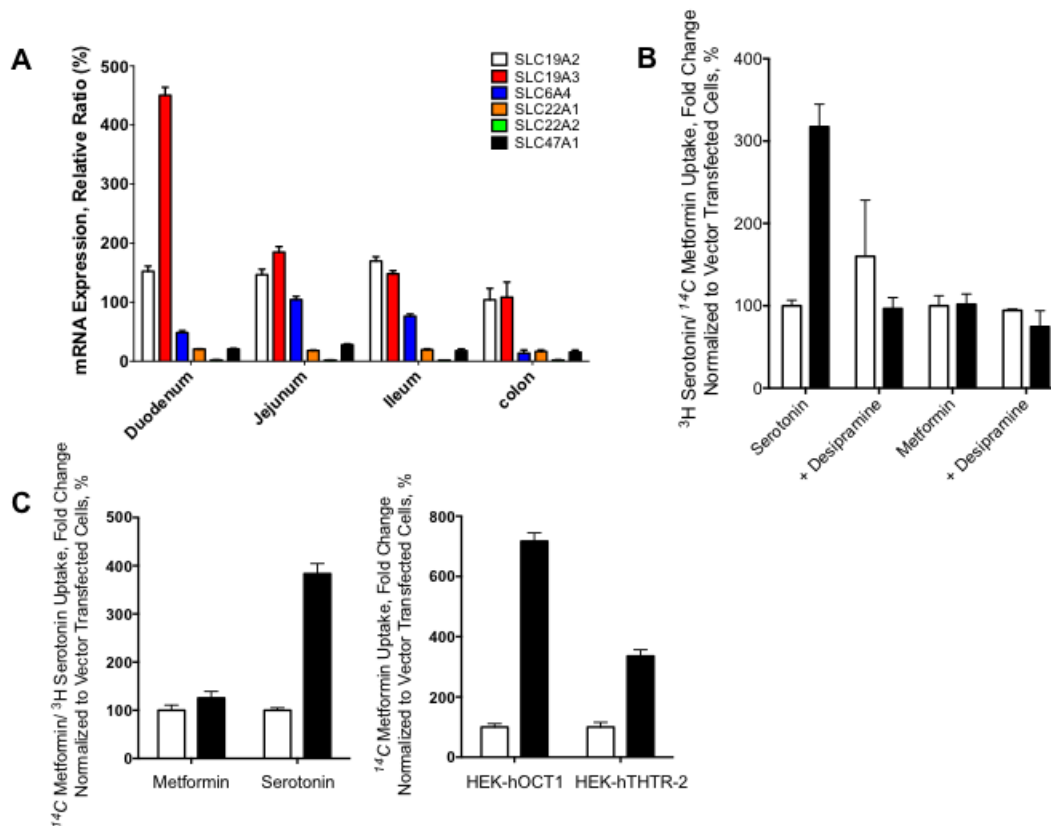 A
mRNA Expression, Relative Ratio (%)
500
400
300
200
100
0
SLC19A2
SLC19A3
SLC6A4
SLC22A1
SLC22A2
SLC47A1
Duodenum
Jejunum
Ileum
colon
B
³H Serotonin/ ¹⁴C Metformin Uptake, Fold Change
Normalized to Vector Transfected Cells, %
400
300
200
100
0
Serotonin
+ Desipramine
Metformin
+ Desipramine
C
¹⁴C Metformin/ ³H Serotonin Uptake, Fold Change
Normalized to Vector Transfected Cells, %
500
400
300
200
100
0
Metformin
Serotonin
¹⁴C Metformin Uptake, Fold Change
Normalized to Vector Transfected Cells, %
800
600
400
200
0
HEK-hOCT1
HEK-hTHTR-2